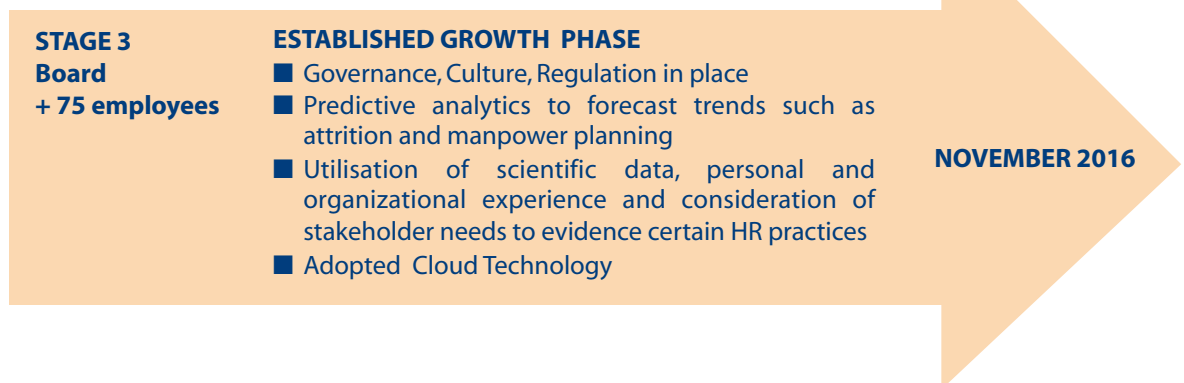 STAGE 3
Board
+ 75 employees
ESTABLISHED GROWTH PHASE
■ Governance, Culture, Regulation in place
■ Predictive analytics to forecast trends such as
attrition and manpower planning
■ Utilisation of scientific data, personal and
organizational experience and consideration of
stakeholder needs to evidence certain HR practices
■ Adopted Cloud Technology
NOVEMBER 2016